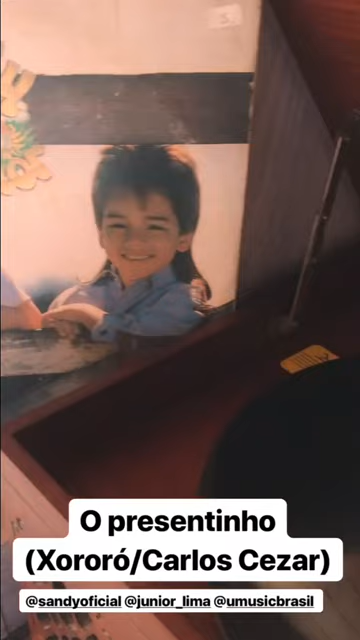 O presentinho
(Xororó/Carlos Cezar)
@sandyoficial @junior_lima @umusicbrasil